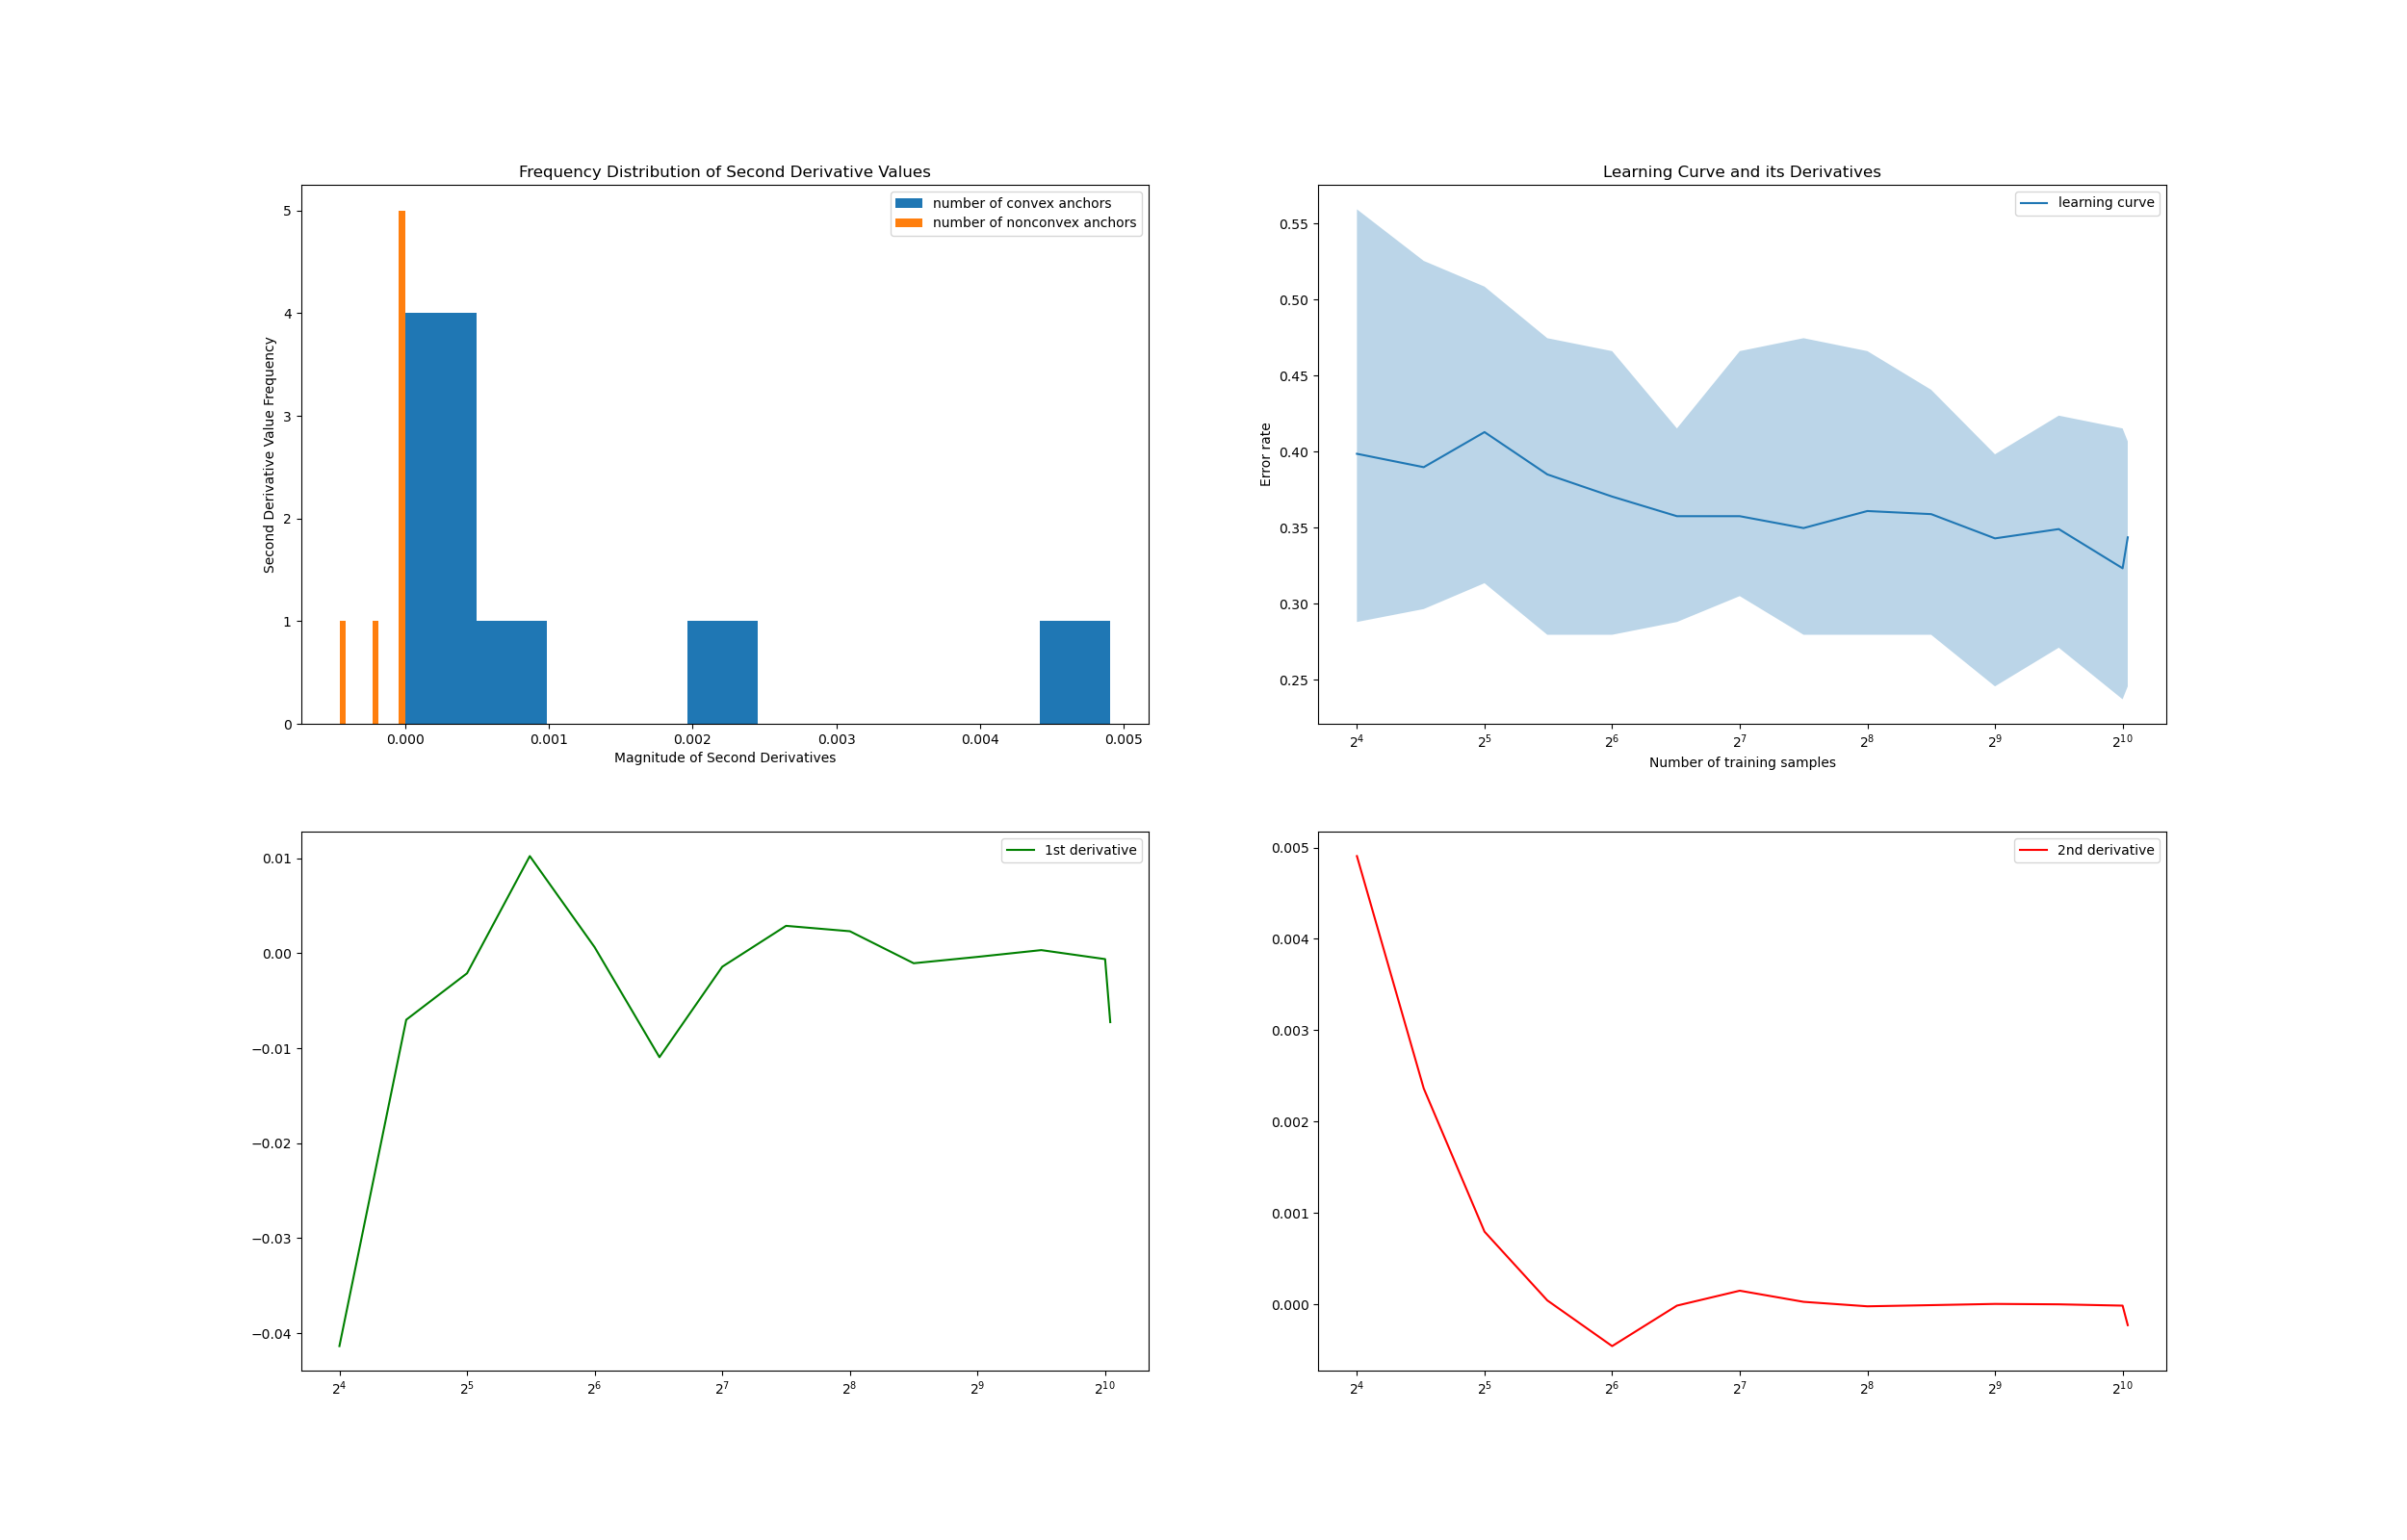 Frequency Distribution of Second Derivative Values
number of convex anchors
number of nonconvex anchors
Second Derivative Value Frequency
5
4
3
2
1
0
0.000 0.001 0.002 0.003 0.004 0.005
Magnitude of Second Derivatives
Learning Curve and its Derivatives
learning curve
Error rate
0.55
0.50
0.45
0.40
0.35
0.30
0.25
2⁴ 2⁵ 2⁶ 2⁷ 2⁸ 2⁹ 2¹⁰
Number of training samples
1st derivative
0.01
0.00
−0.01
−0.02
−0.03
−0.04
2⁴ 2⁵ 2⁶ 2⁷ 2⁸ 2⁹ 2¹⁰
2nd derivative
0.005
0.004
0.003
0.002
0.001
0.000
2⁴ 2⁵ 2⁶ 2⁷ 2⁸ 2⁹ 2¹⁰